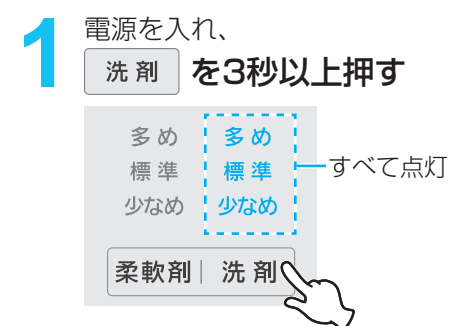 1 電源を入れ、
洗剤 を3秒以上押す
多め 多め
標準 標準 すべて点灯
少なめ 少なめ
柔軟剤 | 洗剤